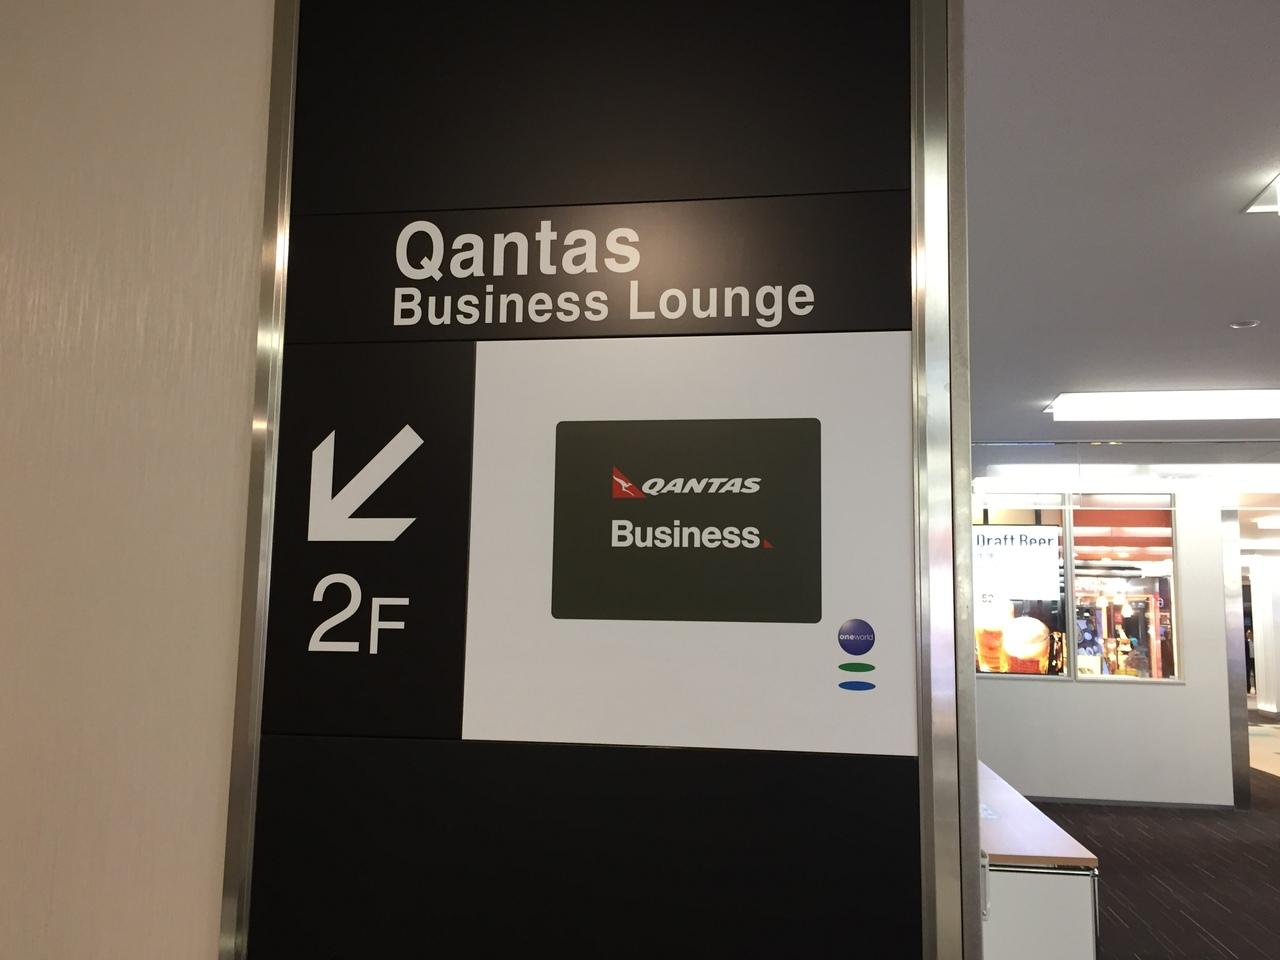 Qantas
Business Lounge
2F
QANTAS
Business
oneworld
Draft Beer